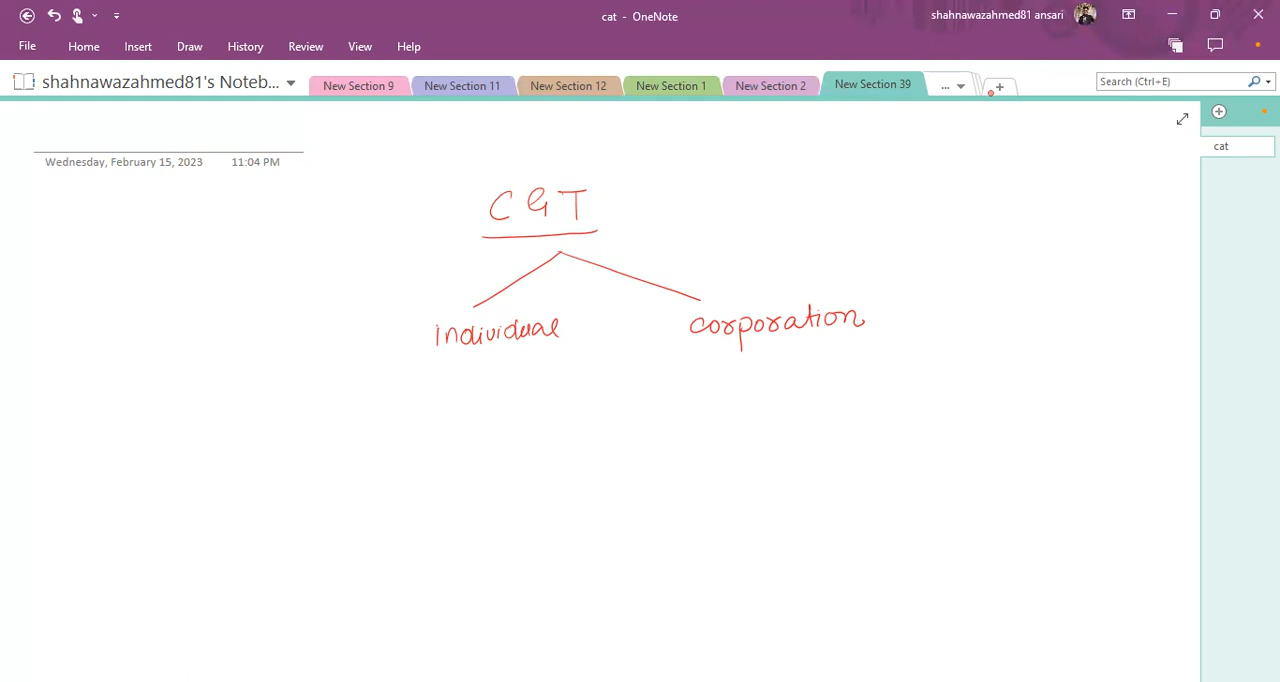 cat - OneNote
shahnawazahmed81 ansari
File Home Insert Draw History Review View Help
shahnawazahmed81's Noteb...
New Section 9 New Section 11 New Section 12 New Section 1 New Section 2 New Section 39 ...
Search (Ctrl+E)
cat
Wednesday, February 15, 2023 11:04 PM
CGT
individual corporation